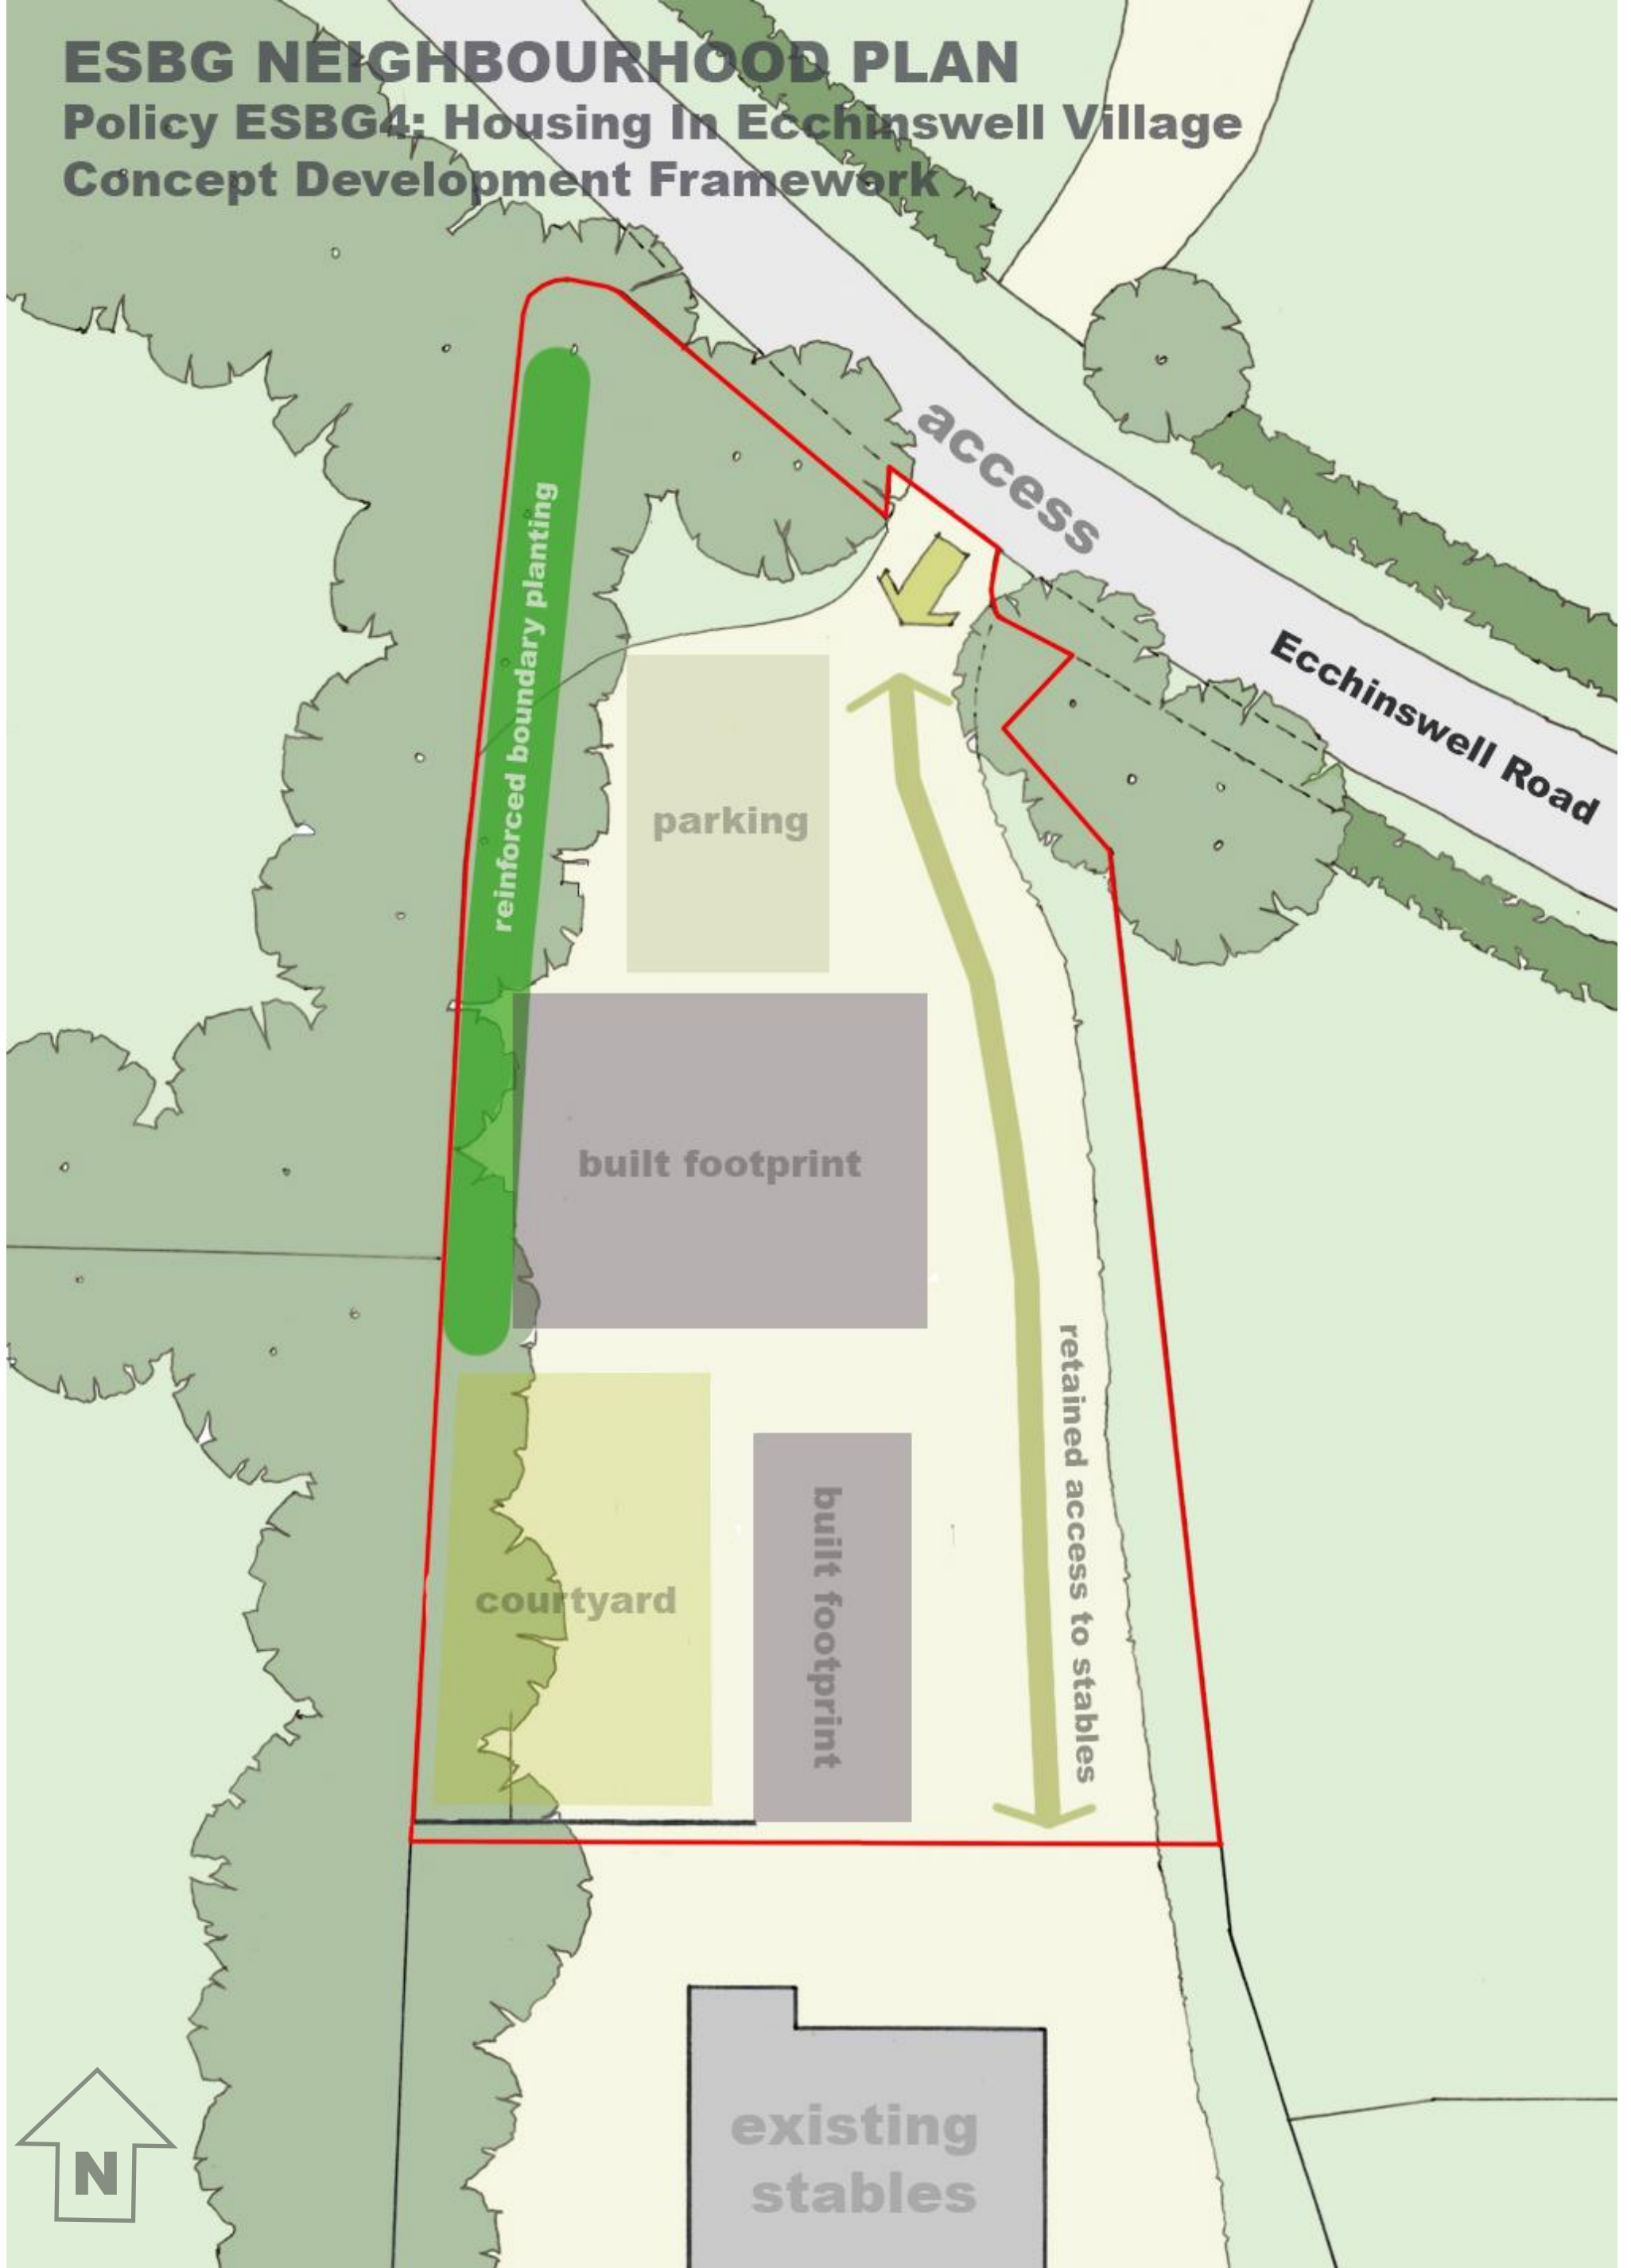 ESBG NEIGHBOURHOOD PLAN
Policy ESBG4: Housing In Ecchinswell Village
Concept Development Framework
access
Ecchinswell Road
reinforced boundary planting
parking
built footprint
retained access to stables
courtyard
built footprint
existing
stables
N